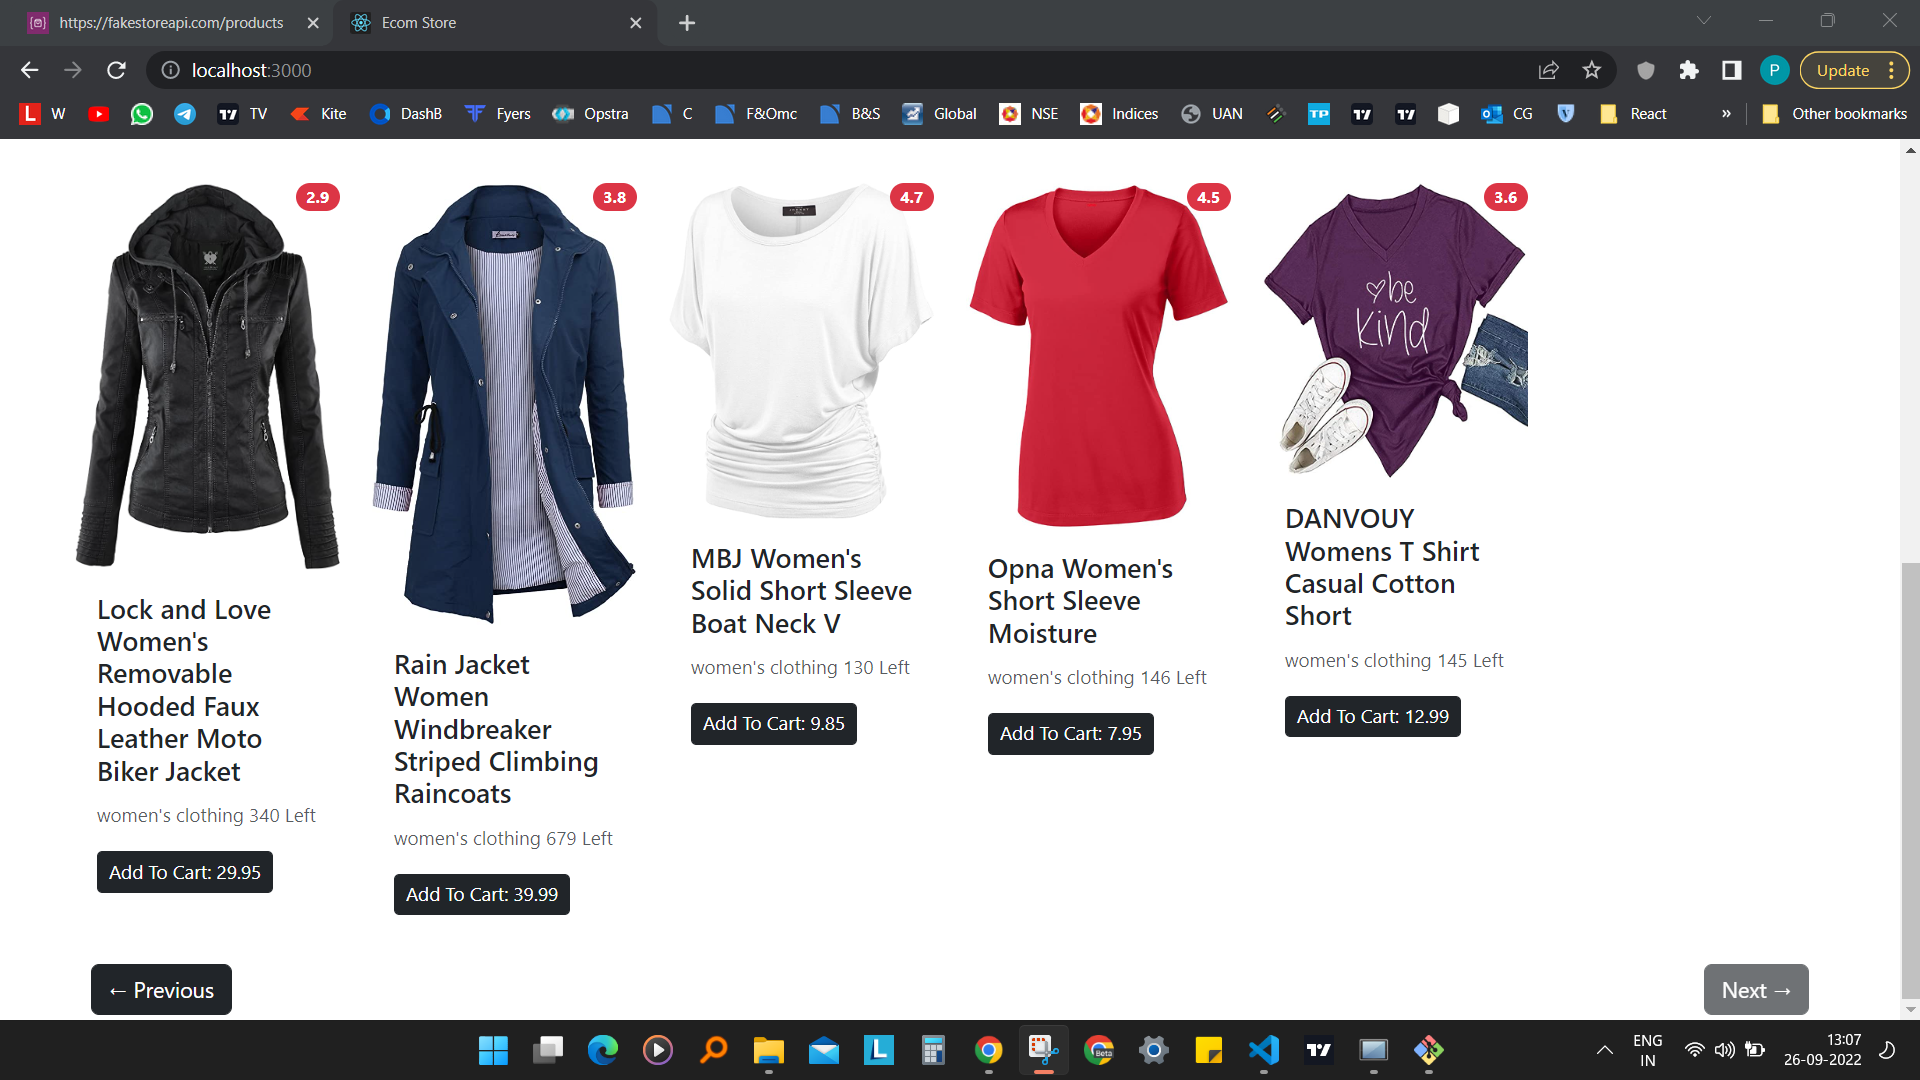 https://fakestoreapi.com/products
Ecom Store
localhost:3000
P
Update
L W
TV
Kite
DashB
Fyers
Opstra
C
F&Omc
B&S
Global
NSE
Indices
UAN
TP
CG
React
»
Other bookmarks
2.9
3.8
4.7
4.5
3.6
be
kind
Lock and Love
Women's
Removable
Hooded Faux
Leather Moto
Biker Jacket
women's clothing 340 Left
Add To Cart: 29.95
Rain Jacket
Women
Windbreaker
Striped Climbing
Raincoats
women's clothing 679 Left
Add To Cart: 39.99
MBJ Women's
Solid Short Sleeve
Boat Neck V
women's clothing 130 Left
Add To Cart: 9.85
Opna Women's
Short Sleeve
Moisture
women's clothing 146 Left
Add To Cart: 7.95
DANVOUY
Womens T Shirt
Casual Cotton
Short
women's clothing 145 Left
Add To Cart: 12.99
← Previous
Next →
L
Beta
ENG
IN
13:07
26-09-2022